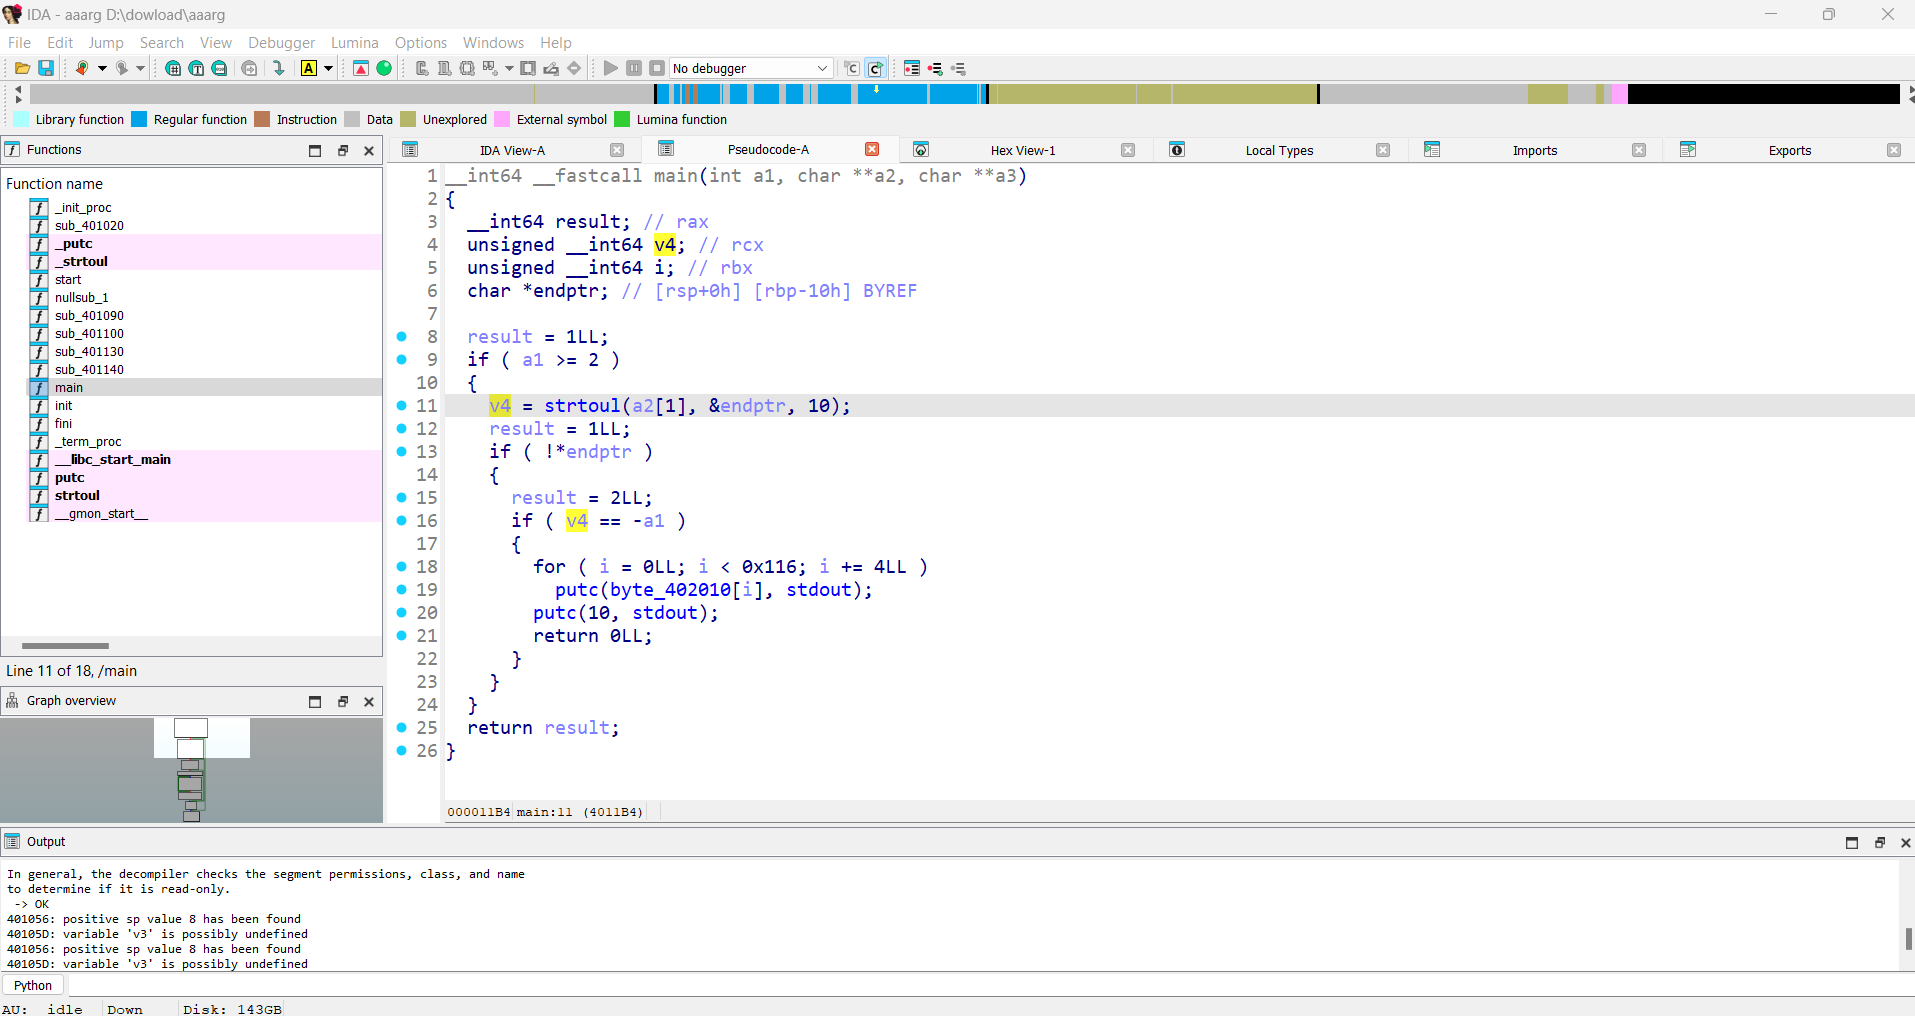 IDA - aaarg D:\dowload\aaarg
File Edit Jump Search View Debugger Lumina Options Windows Help
No debugger
Library function Regular function Instruction Data Unexplored External symbol Lumina function
Functions
Function name
_init_proc
sub_401020
_putc
_strtoul
start
nullsub_1
sub_401090
sub_401100
sub_401130
sub_401140
main
init
fini
_term_proc
__libc_start_main
putc
strtoul
__gmon_start__
Line 11 of 18, /main
Graph overview
IDA View-A Pseudocode-A Hex View-1 Local Types Imports Exports
1 __int64 __fastcall main(int a1, char **a2, char **a3)
2 {
3 __int64 result; // rax
4 unsigned __int64 v4; // rcx
5 unsigned __int64 i; // rbx
6 char *endptr; // [rsp+0h] [rbp-10h] BYREF
7
8 result = 1LL;
9 if ( a1 >= 2 )
10 {
11 v4 = strtoul(a2[1], &endptr, 10);
12 result = 1LL;
13 if ( !*endptr )
14 {
15 result = 2LL;
16 if ( v4 == -a1 )
17 {
18 for ( i = 0LL; i < 0x116; i += 4LL )
19 putc(byte_402010[i], stdout);
20 putc(10, stdout);
21 return 0LL;
22 }
23 }
24 }
25 return result;
26 }
000011B4 main:11 (4011B4)
Output
In general, the decompiler checks the segment permissions, class, and name
to determine if it is read-only.
-> OK
401056: positive sp value 8 has been found
40105D: variable 'v3' is possibly undefined
401056: positive sp value 8 has been found
40105D: variable 'v3' is possibly undefined
Python
AU: idle Down Disk: 143GB